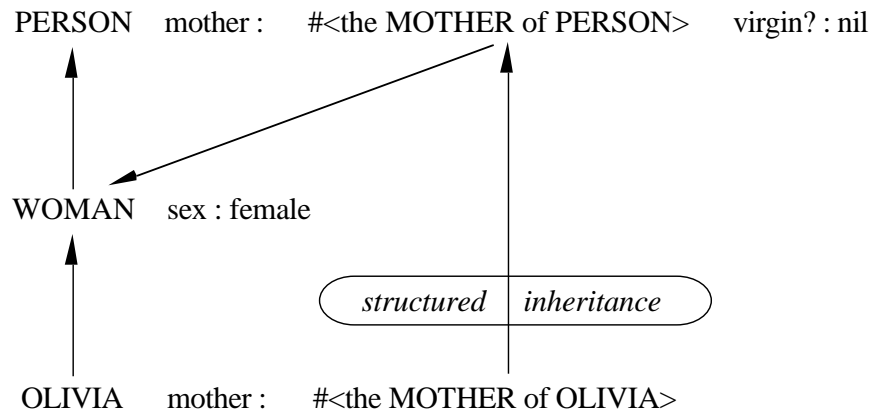 PERSON mother : #<the MOTHER of PERSON> virgin? : nil
WOMAN sex : female
structured inheritance
OLIVIA mother : #<the MOTHER of OLIVIA>